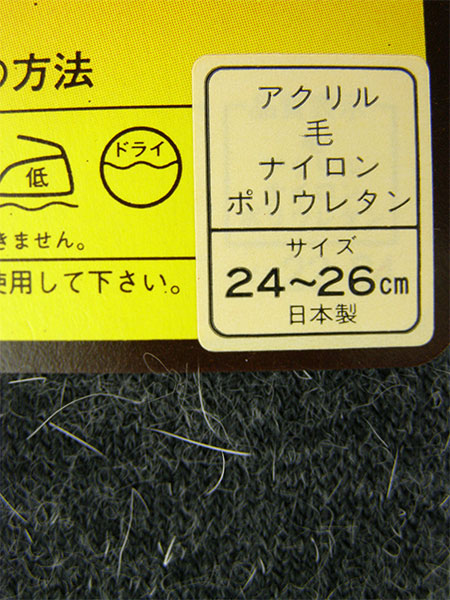 の方法
低
ドライ
きません。
使用して下さい。
アクリル
毛
ナイロン
ポリウレタン
サイズ
24~26cm
日本製